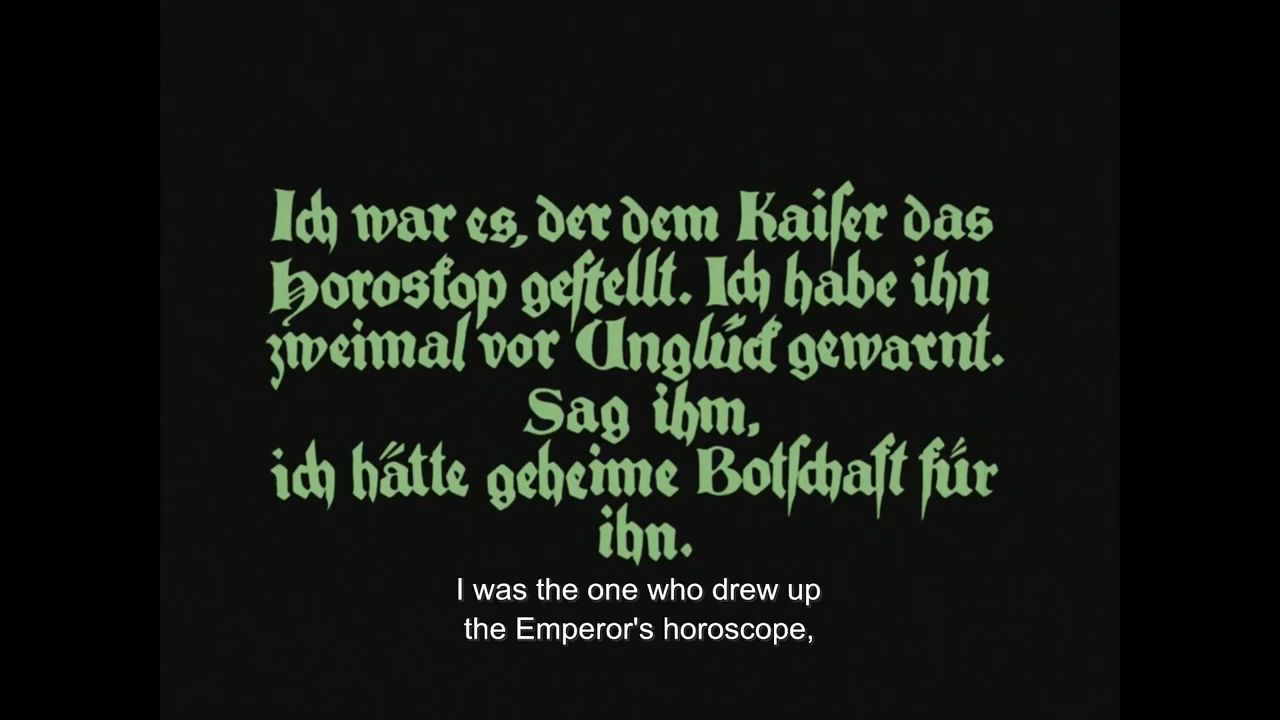 Ich war es, der dem Kaiser das
Horoskop gestellt. Ich habe ihn
zweimal vor Unglück gewarnt.
Sag ihm,
ich hätte geheime Botschaft für
ihn.
I was the one who drew up
the Emperor's horoscope,